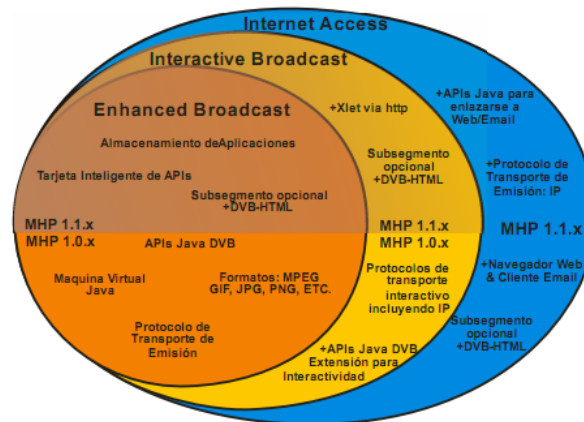 Internet Access
Interactive Broadcast
Enhanced Broadcast
Almacenamiento deAplicaciones
Tarjeta Inteligente de APIs
Subsegmento opcional
+DVB-HTML
MHP 1.1.x
MHP 1.0.x
APIs Java DVB
Maquina Virtual
Java
Formatos: MPEG
GIF, JPG, PNG, ETC.
Protocolo de
Transporte de
Emisión
+Xlet via http
Subsegmento
opcional
+DVB-HTML
MHP 1.1.x
MHP 1.0.x
Protocolos de
transporte
interactivo
incluyendo IP
+APIs Java DVB
Extensión para
Interactividad
+APIs Java para
enlazarse a
Web/Email
+Protocolo de
Transporte de
Emisión: IP
MHP 1.1.x
+Navegador Web
& Cliente Email
Subsegmento
opcional
+DVB-HTML